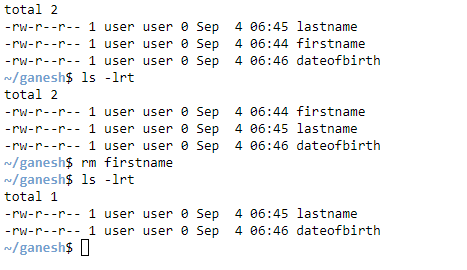 total 2
-rw-r--r-- 1 user user 0 Sep  4 06:45 lastname
-rw-r--r-- 1 user user 0 Sep  4 06:44 firstname
-rw-r--r-- 1 user user 0 Sep  4 06:46 dateofbirth
~/ganesh$ ls -lrt
total 2
-rw-r--r-- 1 user user 0 Sep  4 06:44 firstname
-rw-r--r-- 1 user user 0 Sep  4 06:45 lastname
-rw-r--r-- 1 user user 0 Sep  4 06:46 dateofbirth
~/ganesh$ rm firstname
~/ganesh$ ls -lrt
total 1
-rw-r--r-- 1 user user 0 Sep  4 06:45 lastname
-rw-r--r-- 1 user user 0 Sep  4 06:46 dateofbirth
~/ganesh$